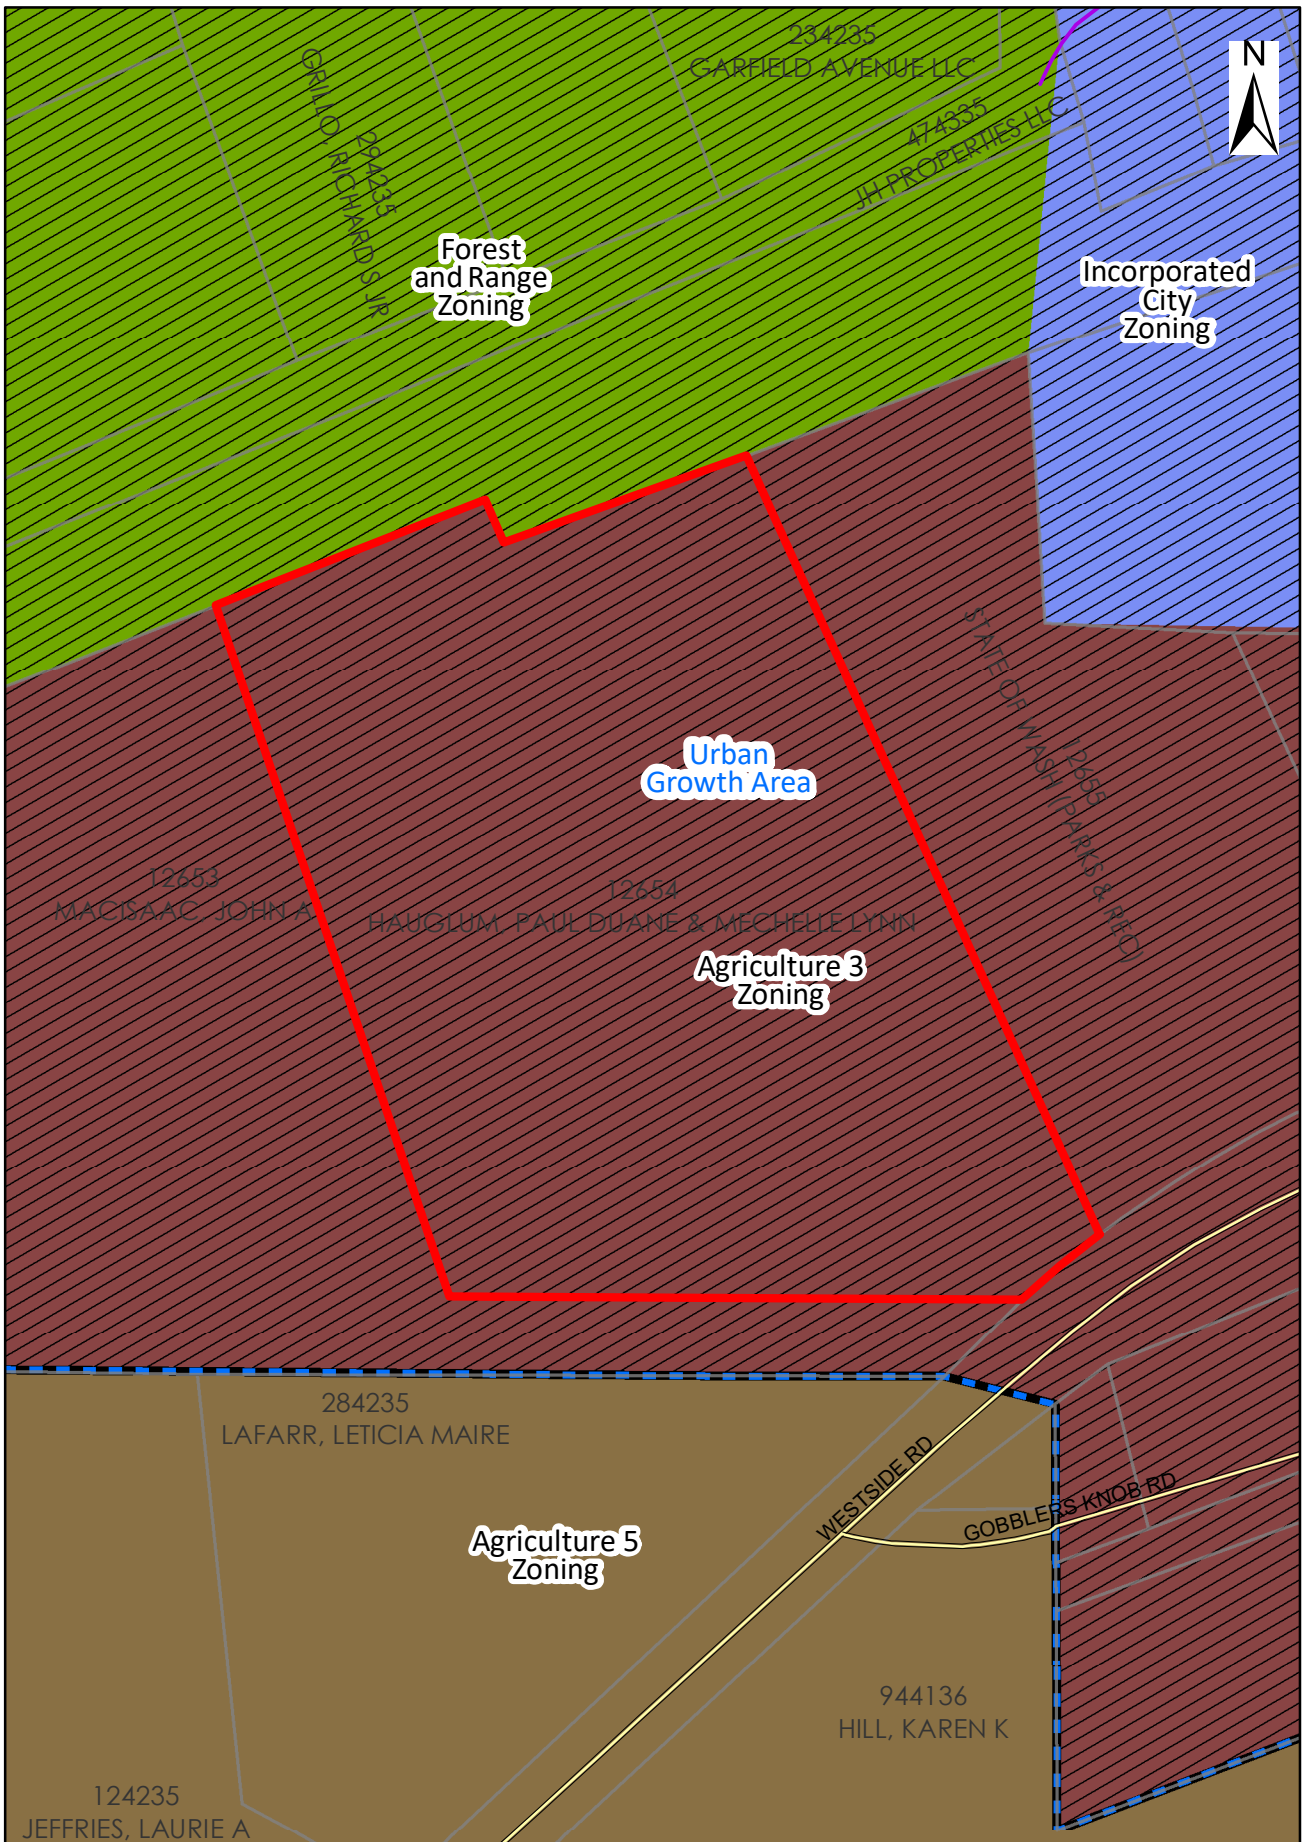 234235
GARFIELD AVENUE LLC
N
474335
JH PROPERTIES LLC
294235
GRILLO, RICHARD S JR
Forest
and Range
Zoning
Incorporated
City
Zoning
12655
STATE OF WASH (PARKS & REC)
Urban
Growth Area
12653
MACISAAC, JOHN A
12654
HAUGLUM, PAUL DUANE & MECHELLE LYNN
Agriculture 3
Zoning
284235
LAFARR, LETICIA MAIRE
WESTSIDE RD
GOBBLERS KNOB RD
Agriculture 5
Zoning
944136
HILL, KAREN K
124235
JEFFRIES, LAURIE A